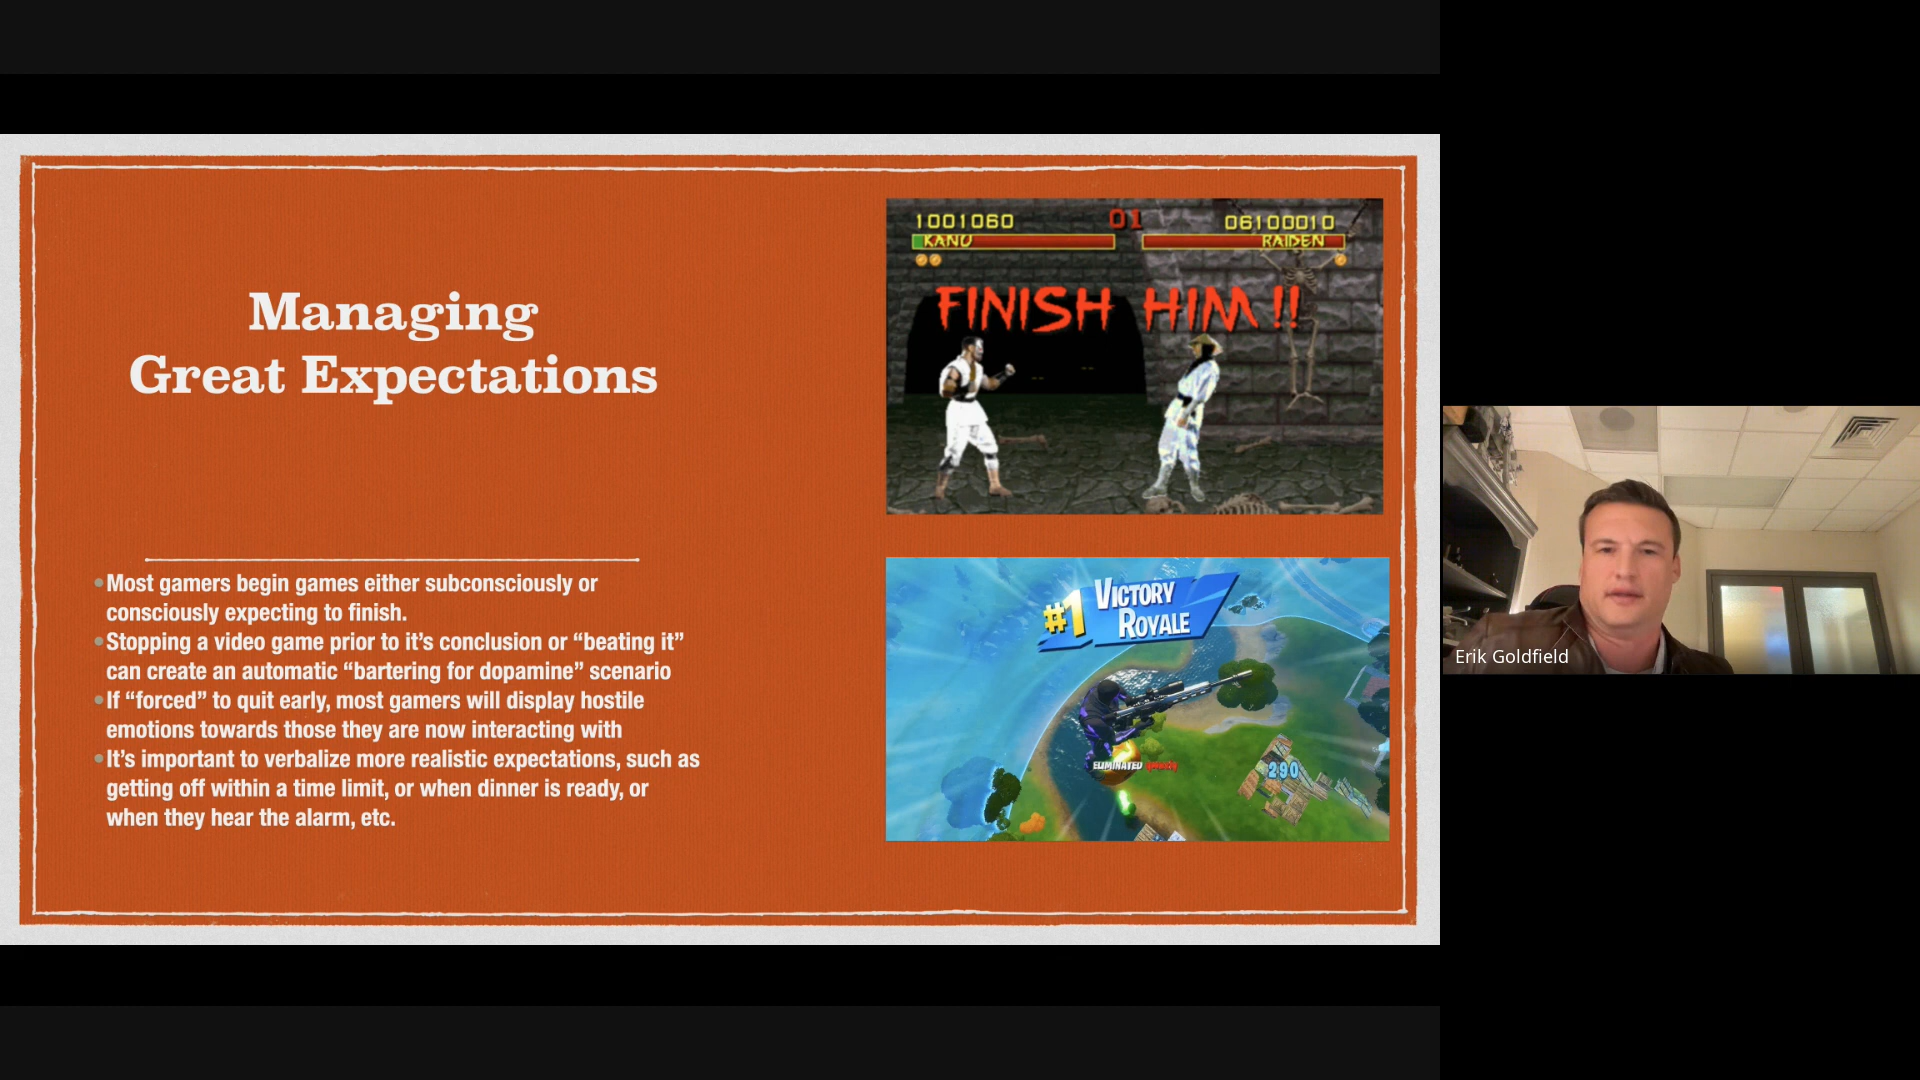 Managing
Great Expectations
•Most gamers begin games either subconsciously or
consciously expecting to finish.
•Stopping a video game prior to it’s conclusion or “beating it”
can create an automatic “bartering for dopamine” scenario
•If “forced” to quit early, most gamers will display hostile
emotions towards those they are now interacting with
•It’s important to verbalize more realistic expectations, such as
getting off within a time limit, or when dinner is ready, or
when they hear the alarm, etc.
1001060 01 06100010
KANO RAIDEN
FINISH HIM!!
#1 VICTORY
ROYALE
ELIMINATED
290
Erik Goldfield